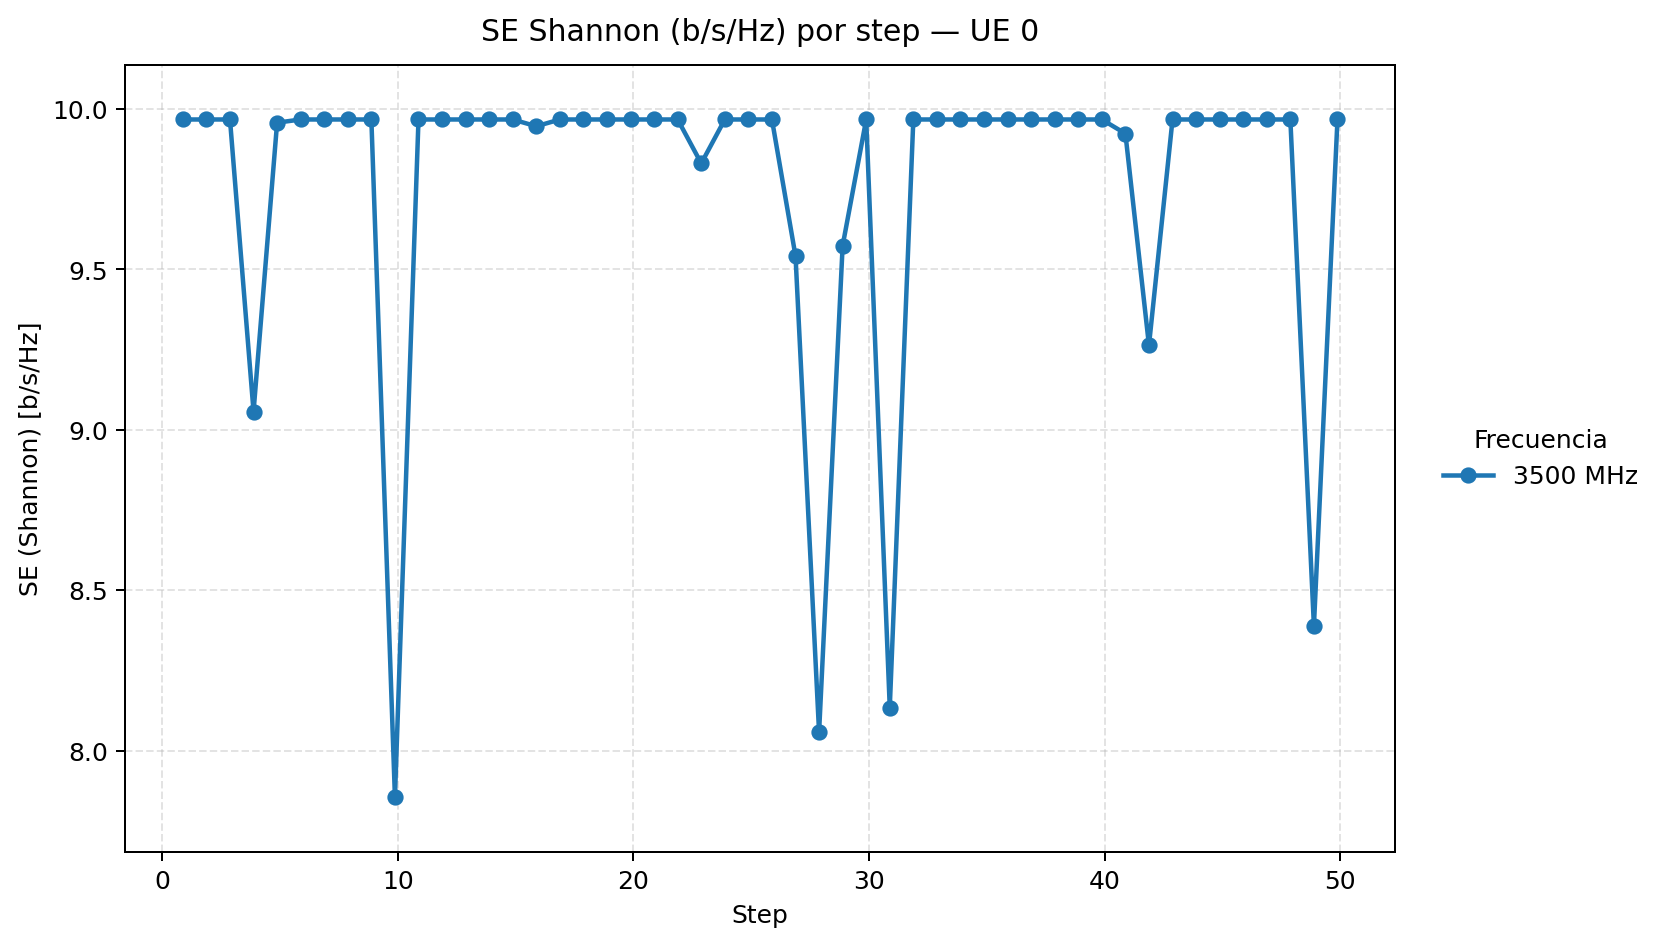 SE Shannon (b/s/Hz) por step — UE 0
SE (Shannon) [b/s/Hz]
10.0
9.5
9.0
8.5
8.0
0 10 20 30 40 50
Step
Frecuencia
3500 MHz